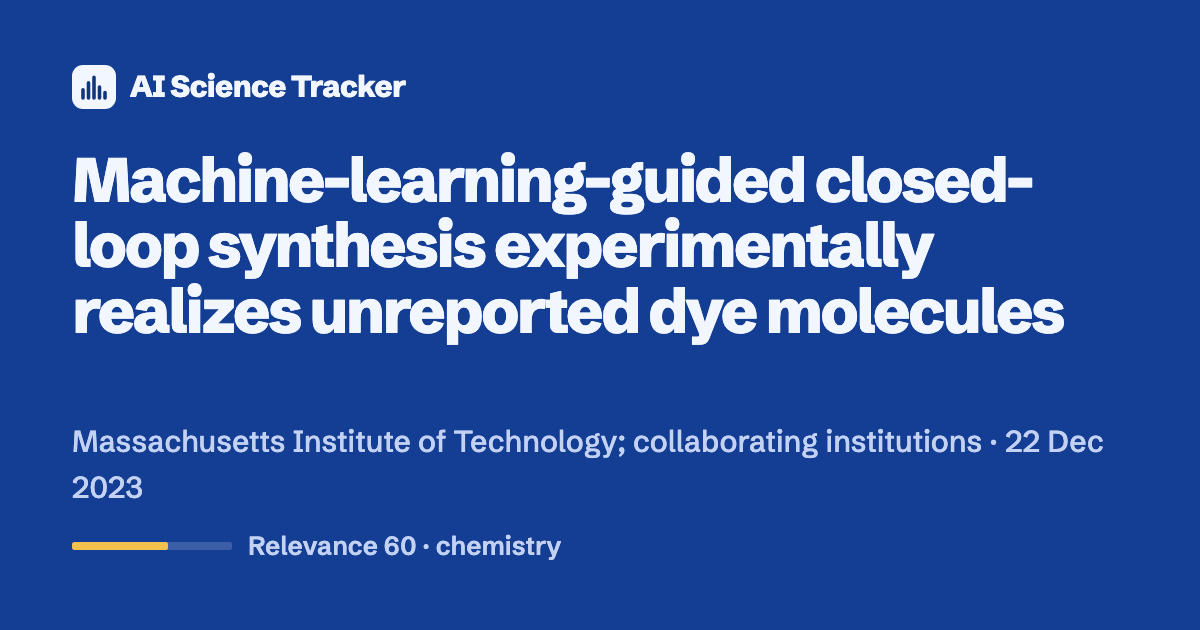 AI Science Tracker
Machine-learning-guided closed-
loop synthesis experimentally
realizes unreported dye molecules
Massachusetts Institute of Technology; collaborating institutions · 22 Dec
2023
Relevance 60 · chemistry